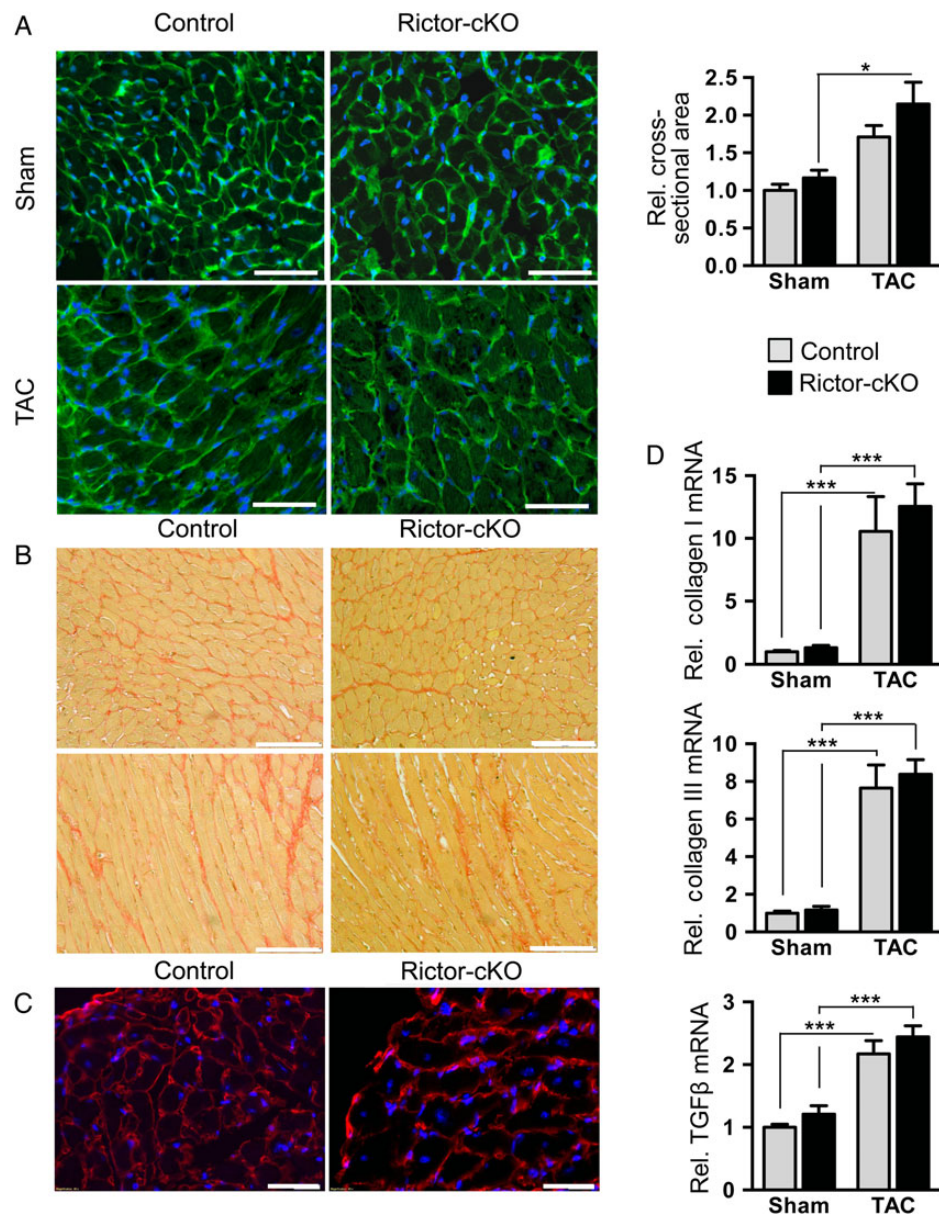 A
Control
Rictor-cKO
Sham
TAC
Rel. cross-
sectional area
2.5
2.0
1.5
1.0
0.5
0.0
*
Sham
TAC
Control
Rictor-cKO
Control
Rictor-cKO
B
Control
Rictor-cKO
C
D
Rel. collagen I mRNA
15
10
5
0
***
***
Sham
TAC
Rel. collagen III mRNA
10
8
6
4
2
0
***
***
Sham
TAC
Rel. TGFβ mRNA
3
2
1
0
***
***
Sham
TAC